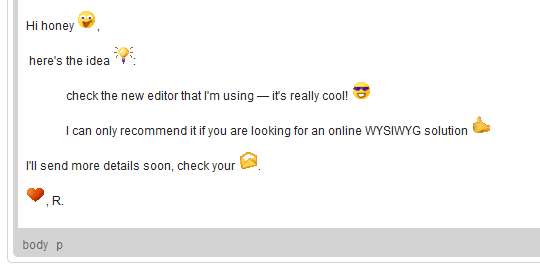 Hi honey ,
here's the idea :
check the new editor that I'm using — it's really cool!
I can only recommend it if you are looking for an online WYSIWYG solution
I'll send more details soon, check your .
, R.
body p